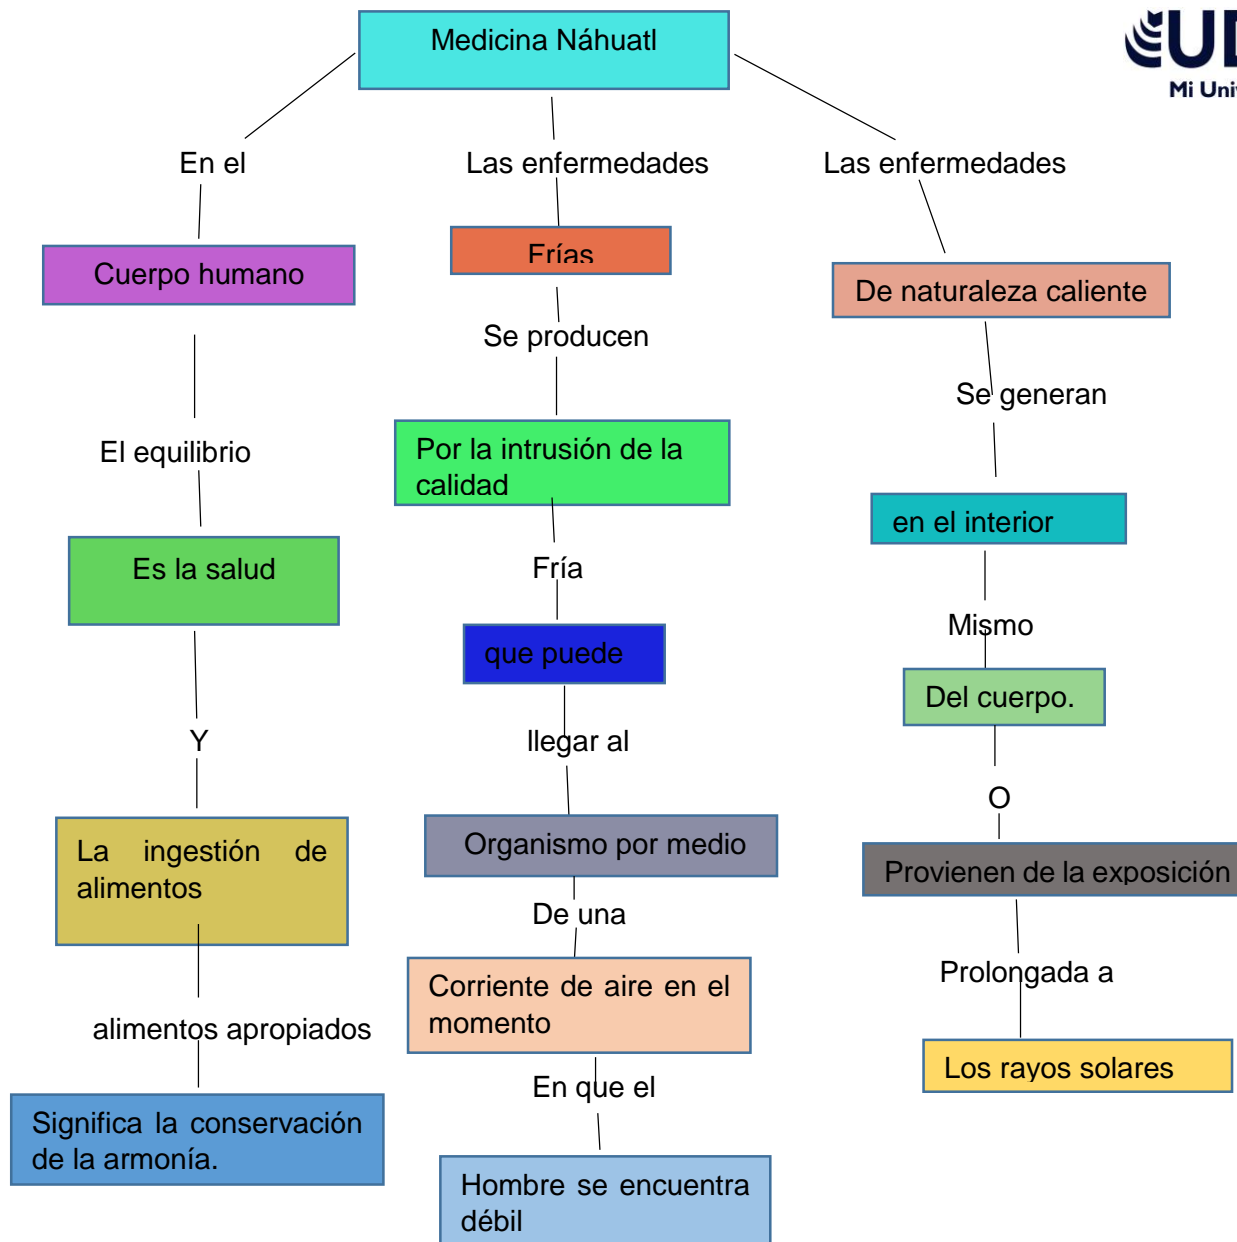 Medicina Náhuatl
Mi
En el
Cuerpo humano
El equilibrio
Es la salud
Y
La ingestión de
alimentos
alimentos apropiados
Significa la conservación
de la armonía.
Las enfermedades
Frías
Se producen
Por la intrusión de la
calidad
Fría
que puede
llegar al
Organismo por medio
De una
Corriente de aire en el
momento
En que el
Hombre se encuentra
débil
Las enfermedades
De naturaleza caliente
Se generan
en el interior
Mismo
Del cuerpo.
O
Provienen de la exposición
Prolongada a
Los rayos solares